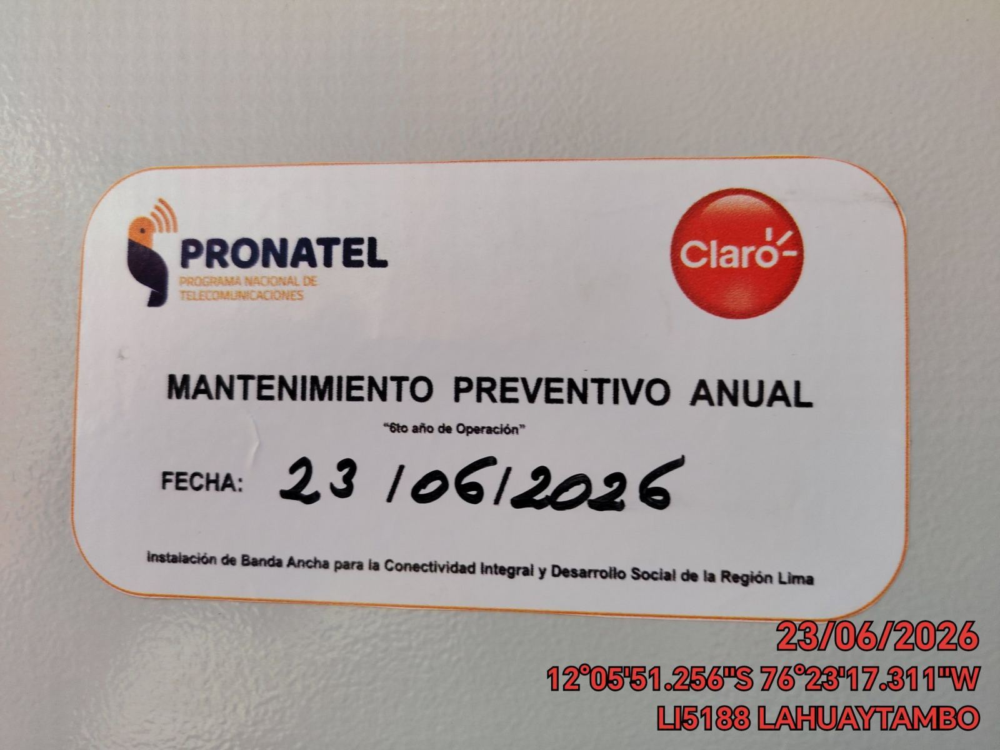 PRONATEL
PROGRAMA NACIONAL DE
TELECOMUNICACIONES
Claro
MANTENIMIENTO PREVENTIVO ANUAL
"6to año de Operación"
FECHA: 23/06/2026
Instalación de Banda Ancha para la Conectividad Integral y Desarrollo Social de la Región Lima
23/06/2026
12°05'51.256"S 76°23'17.311"W
LI5188 LAHUAYTAMBO